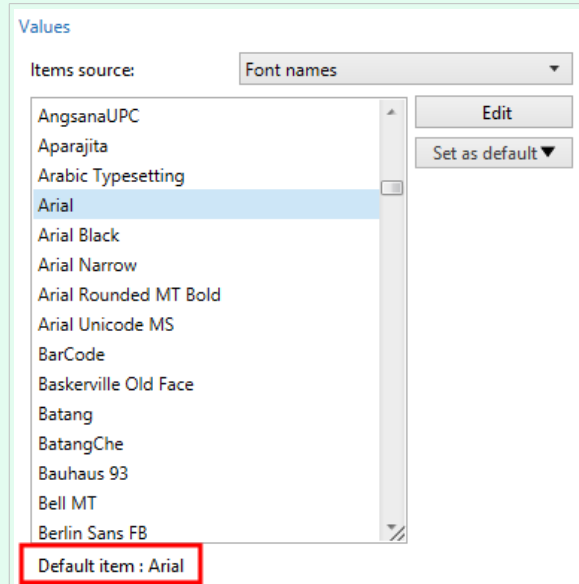 Values
Items source: Font names
AngsanaUPC
Edit
Aparajita
Set as default
Arabic Typesetting
Arial
Arial Black
Arial Narrow
Arial Rounded MT Bold
Arial Unicode MS
BarCode
Baskerville Old Face
Batang
BatangChe
Bauhaus 93
Bell MT
Berlin Sans FB
Default item : Arial